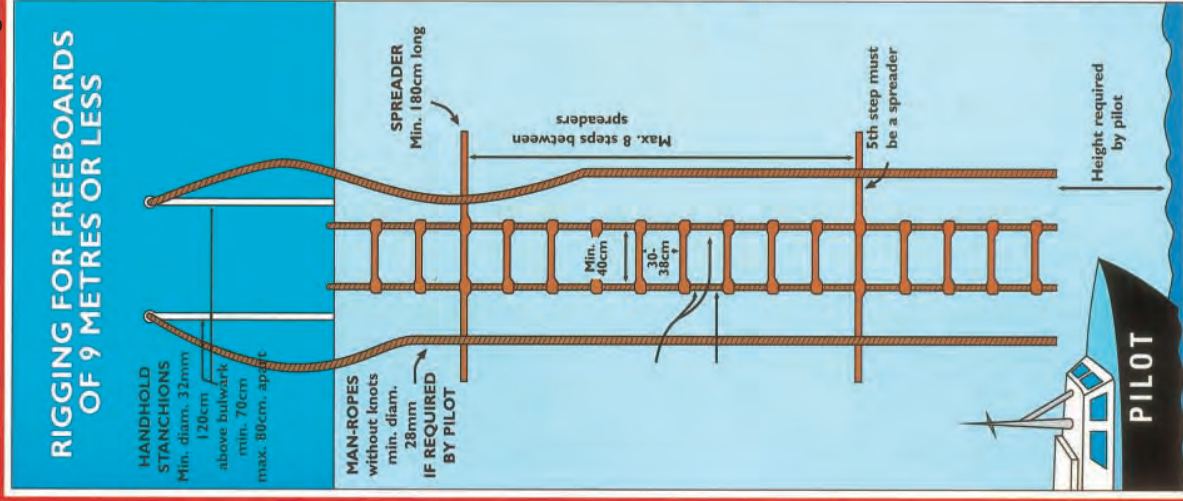 RIGGING FOR FREEBOARDS
OF 9 METRES OR LESS
HANDHOLD
STANCHIONS
Min. diam. 32mm
120cm
above bulwark
min. 70cm
max. 80cm. apart
MAN-ROPES
without knots
min. diam.
28mm
IF REQUIRED
BY PILOT
SPREADER
Min. 180cm long
Max. 8 steps between
spreaders
Min.
40cm
30-
38cm
5th step must
be a spreader
Height required
by pilot
PILOT